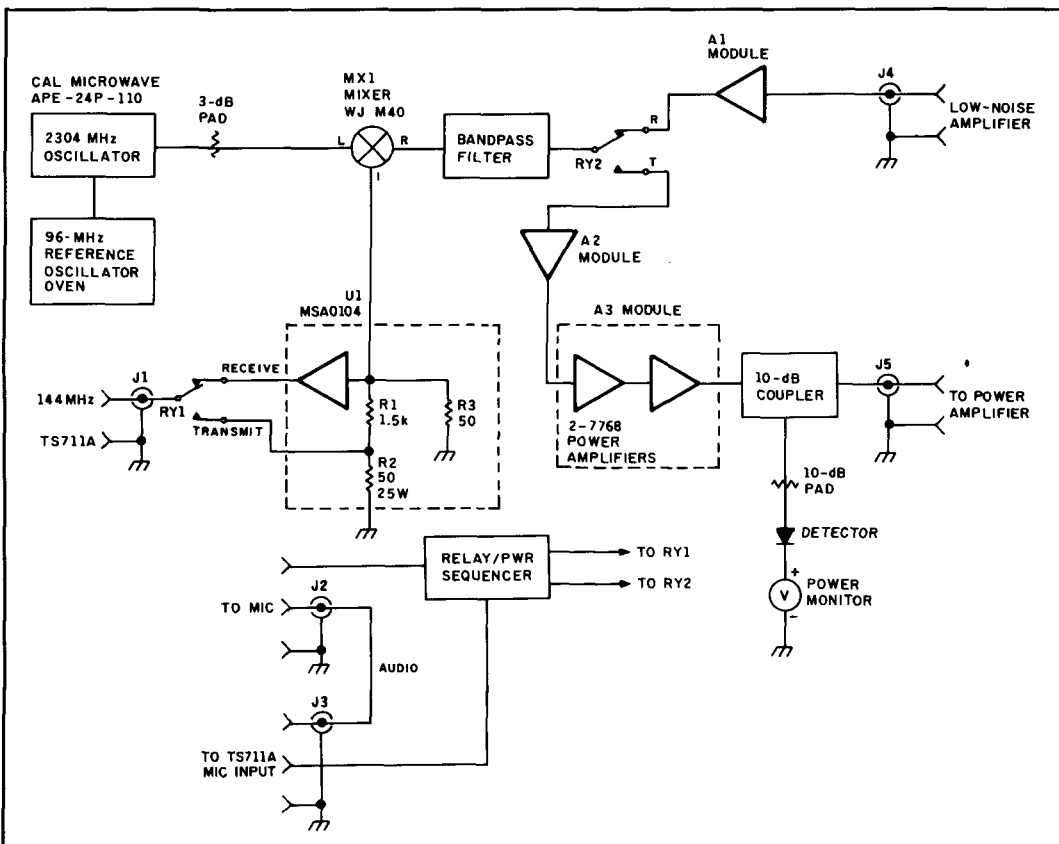 CAL MICROWAVE
APE-24P-110
2304 MHz
OSCILLATOR
96-MHz
REFERENCE
OSCILLATOR
OVEN
3-dB
PAD
MX1
MIXER
WJ M40
L
R
I
BANDPASS
FILTER
RY2
R
T
A1
MODULE
J4
LOW-NOISE
AMPLIFIER
A2
MODULE
U1
MSA0104
RECEIVE
TRANSMIT
J1
RY1
144MHz
TS711A
R1
1.5k
R2
50
25W
R3
50
A3 MODULE
2-7768
POWER
AMPLIFIERS
10-dB
COUPLER
J5
TO POWER
AMPLIFIER
10-dB
PAD
DETECTOR
+
V
-
POWER
MONITOR
RELAY/PWR
SEQUENCER
TO RY1
TO RY2
J2
TO MIC
AUDIO
J3
TO TS711A
MIC INPUT